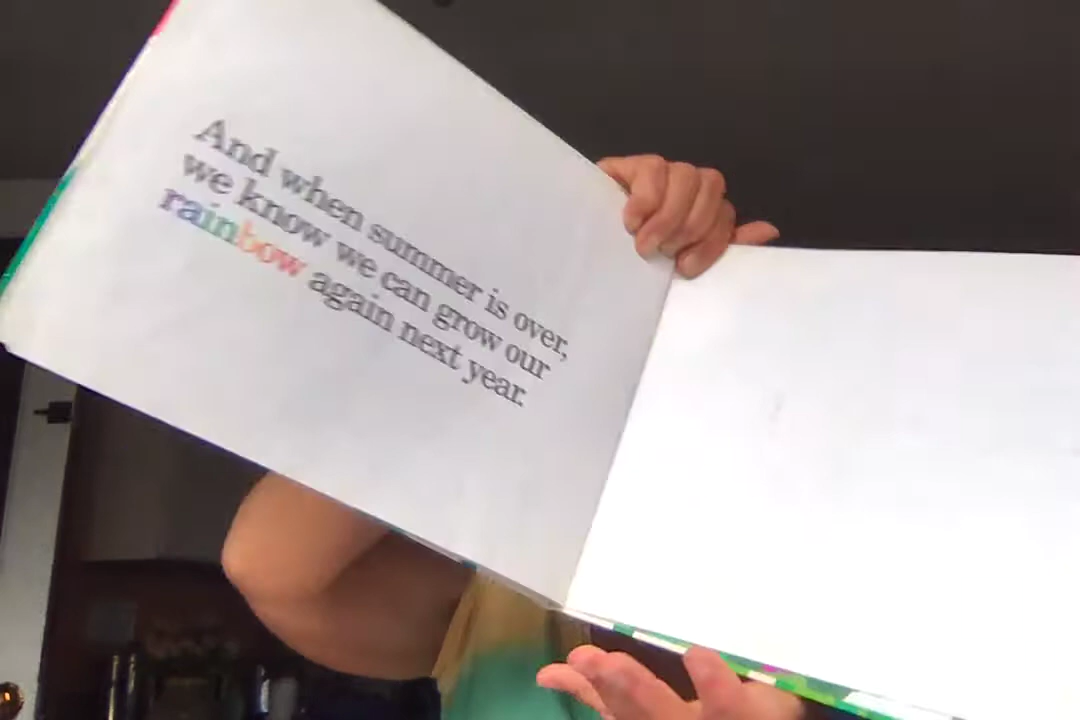 And when summer is over,
we know we can grow our
rainbow again next year.